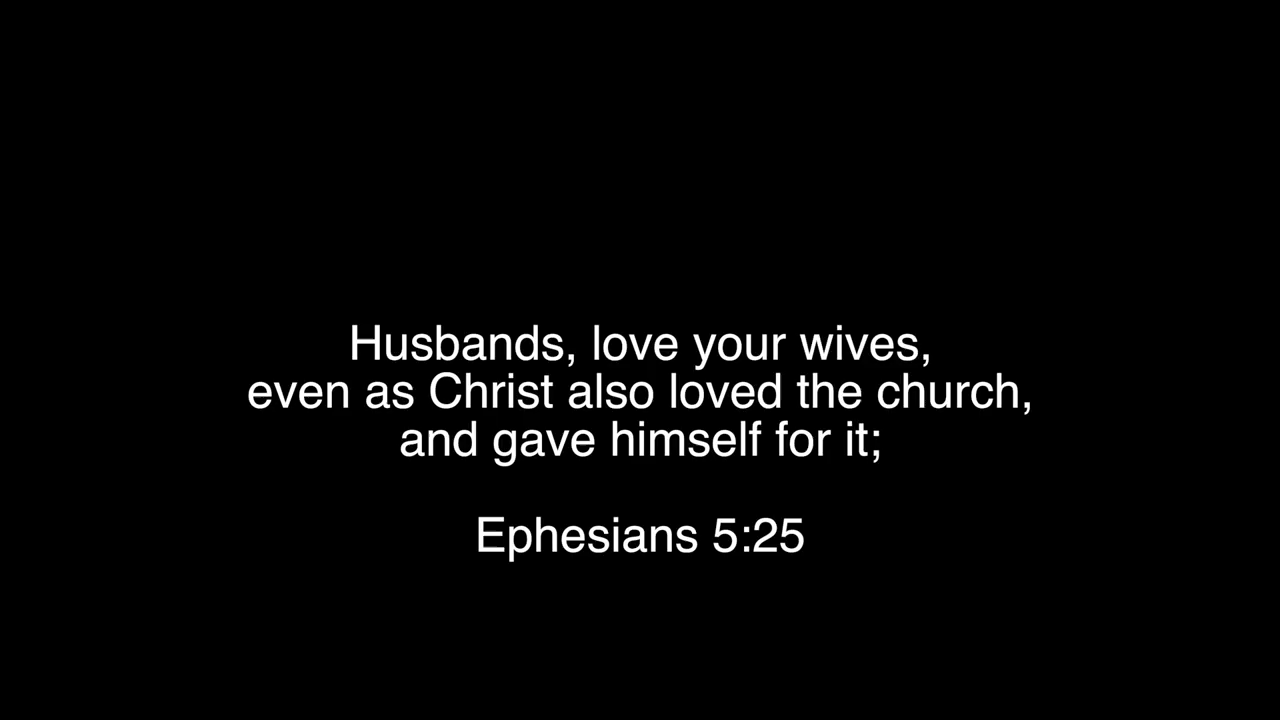 Husbands, love your wives,
even as Christ also loved the church,
and gave himself for it;
Ephesians 5:25